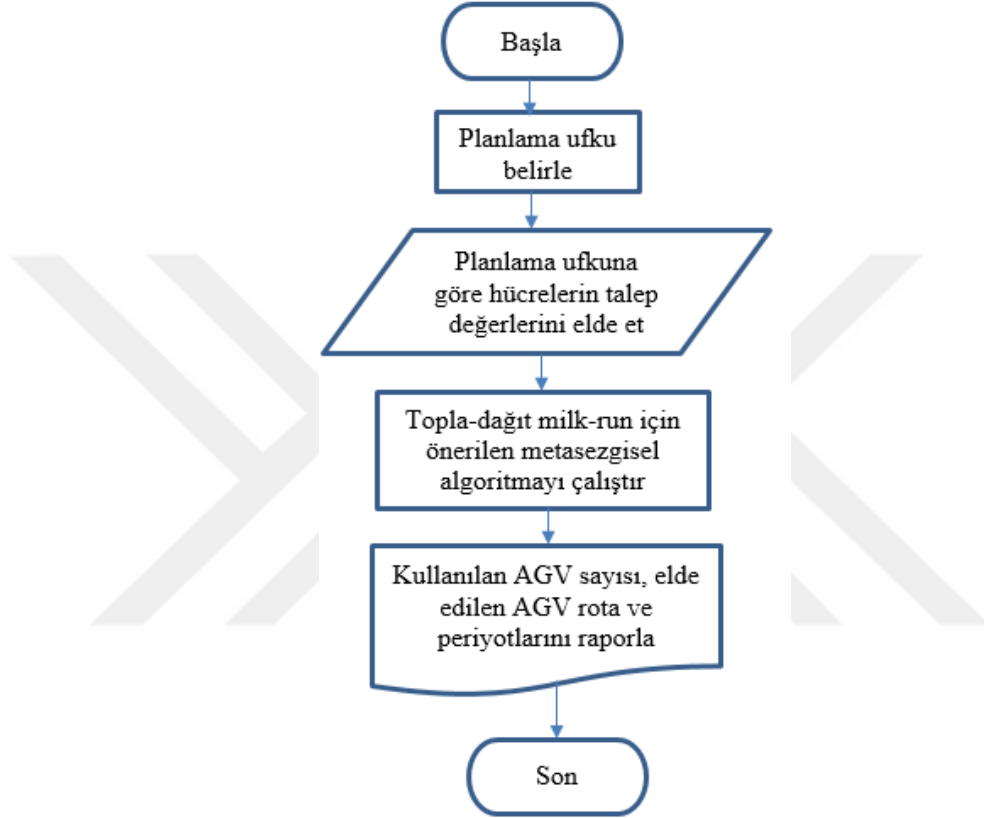 Başla
Planlama ufku
belirle
Planlama ufkuna
göre hücrelerin talep
değerlerini elde et
Topla-dağıt milk-run için
önerilen metasezgisel
algoritmayı çalıştır
Kullanılan AGV sayısı, elde
edilen AGV rota ve
periyotlarını raporla
Son